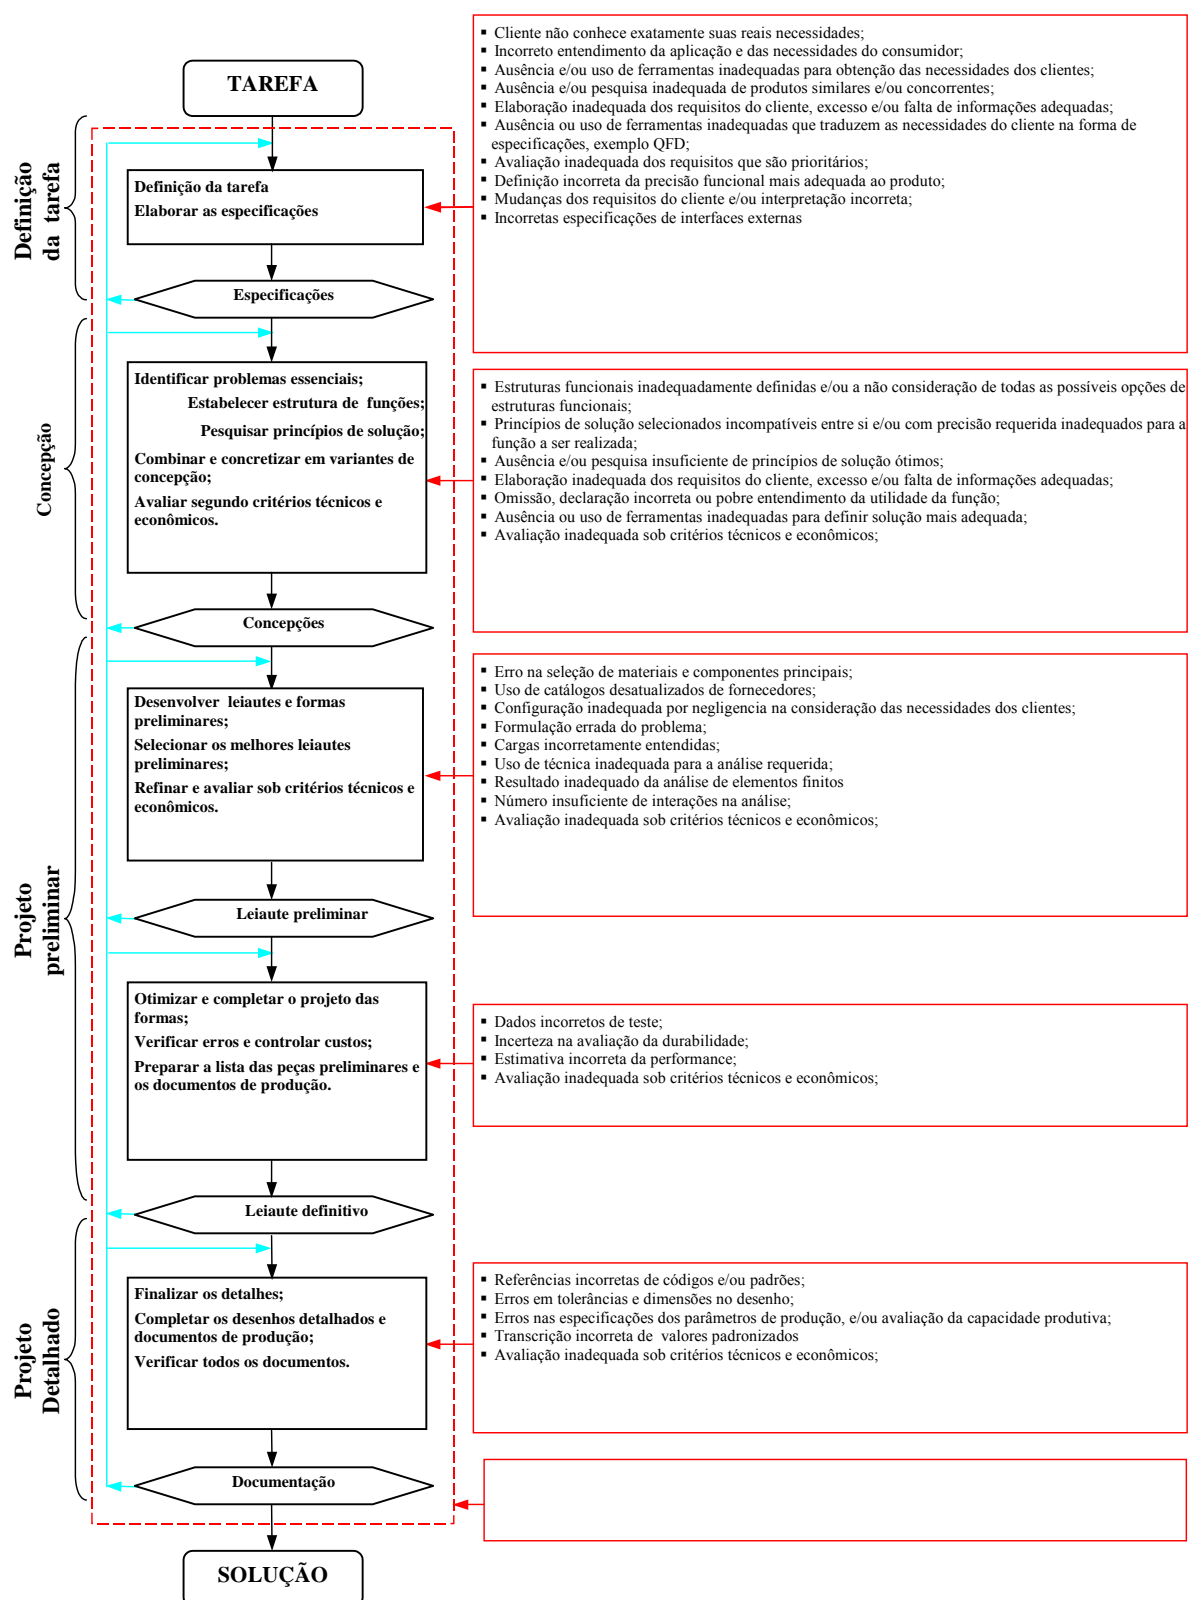 TAREFA
Definição
da tarefa
Definição da tarefa
Elaborar as especificações
▪ Cliente não conhece exatamente suas reais necessidades;
▪ Incorreto entendimento da aplicação e das necessidades do consumidor;
▪ Ausência e/ou uso de ferramentas inadequadas para obtenção das necessidades dos clientes;
▪ Ausência e/ou pesquisa inadequada de produtos similares e/ou concorrentes;
▪ Elaboração inadequada dos requisitos do cliente, excesso e/ou falta de informações adequadas;
▪ Ausência ou uso de ferramentas inadequadas que traduzem as necessidades do cliente na forma de
especificações, exemplo QFD;
▪ Avaliação inadequada dos requisitos que são prioritários;
▪ Definição incorreta da precisão funcional mais adequada ao produto;
▪ Mudanças dos requisitos do cliente e/ou interpretação incorreta;
▪ Incorretas especificações de interfaces externas
Especificações
Concepção
Identificar problemas essenciais;
Estabelecer estrutura de funções;
Pesquisar princípios de solução;
Combinar e concretizar em variantes de
concepção;
Avaliar segundo critérios técnicos e
econômicos.
▪ Estruturas funcionais inadequadamente definidas e/ou a não consideração de todas as possíveis opções de
estruturas funcionais;
▪ Princípios de solução selecionados incompatíveis entre si e/ou com precisão requerida inadequados para a
função a ser realizada;
▪ Ausência e/ou pesquisa insuficiente de princípios de solução ótimos;
▪ Elaboração inadequada dos requisitos do cliente, excesso e/ou falta de informações adequadas;
▪ Omissão, declaração incorreta ou pobre entendimento da utilidade da função;
▪ Ausência ou uso de ferramentas inadequadas para definir solução mais adequada;
▪ Avaliação inadequada sob critérios técnicos e econômicos;
Concepções
Projeto
preliminar
Desenvolver leiautes e formas
preliminares;
Selecionar os melhores leiautes
preliminares;
Refinar e avaliar sob critérios técnicos e
econômicos.
▪ Erro na seleção de materiais e componentes principais;
▪ Uso de catálogos desatualizados de fornecedores;
▪ Configuração inadequada por negligencia na consideração das necessidades dos clientes;
▪ Formulação errada do problema;
▪ Cargas incorretamente entendidas;
▪ Uso de técnica inadequada para a análise requerida;
▪ Resultado inadequado da análise de elementos finitos
▪ Número insuficiente de interações na análise;
▪ Avaliação inadequada sob critérios técnicos e econômicos;
Leiaute preliminar
Otimizar e completar o projeto das
formas;
Verificar erros e controlar custos;
Preparar a lista das peças preliminares e
os documentos de produção.
▪ Dados incorretos de teste;
▪ Incerteza na avaliação da durabilidade;
▪ Estimativa incorreta da performance;
▪ Avaliação inadequada sob critérios técnicos e econômicos;
Leiaute definitivo
Projeto
Detalhado
Finalizar os detalhes;
Completar os desenhos detalhados e
documentos de produção;
Verificar todos os documentos.
▪ Referências incorretas de códigos e/ou padrões;
▪ Erros em tolerâncias e dimensões no desenho;
▪ Erros nas especificações dos parâmetros de produção, e/ou avaliação da capacidade produtiva;
▪ Transcrição incorreta de valores padronizados
▪ Avaliação inadequada sob critérios técnicos e econômicos;
Documentação
SOLUÇÃO